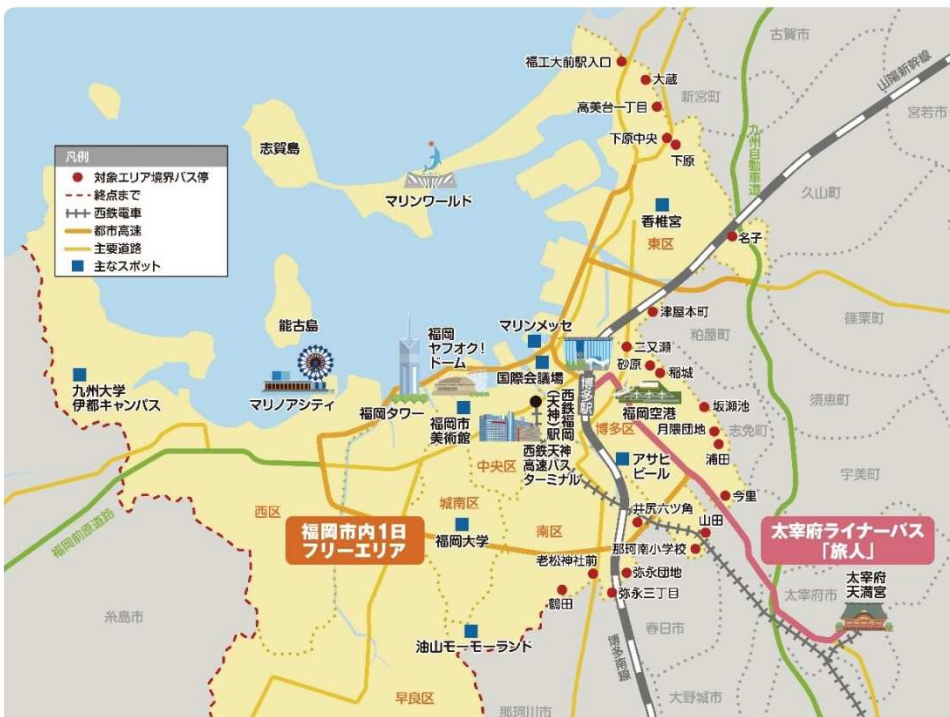 古賀市
福工大前駅入口
大蔵
新宮町
山陽新幹線
高美台一丁目
宮若市
下原中央
下原
九州自動車道
志賀島
凡例
対象エリア境界バス停
終点まで
西鉄電車
都市高速
主要道路
主なスポット
マリンワールド
久山町
香椎宮
東区
名子
津屋本町
粕屋町
篠栗町
能古島
マリンメッセ
福岡
ヤフオク!
ドーム
二又瀬
国際会議場
砂原
稲城
博多駅
九州大学
伊都キャンパス
マリノアシティ
福岡タワー
福岡市
美術館
西鉄福岡
(天神)駅
福岡空港
博多区
坂瀬池
須恵町
月隈団地
志免町
浦田
西鉄天神
高速バス
ターミナル
中央区
アサヒ
ビール
宇美町
城南区
今里
西区
福岡前原道路
福岡市内1日
フリーエリア
福岡大学
南区
井尻六ツ角
山田
太宰府ライナーバス
「旅人」
那珂南小学校
老松神社前
弥永団地
鶴田
弥永三丁目
太宰府市
太宰府
天満宮
糸島市
油山モーモーランド
春日市
博多南線
早良区
那珂川市
大野城市